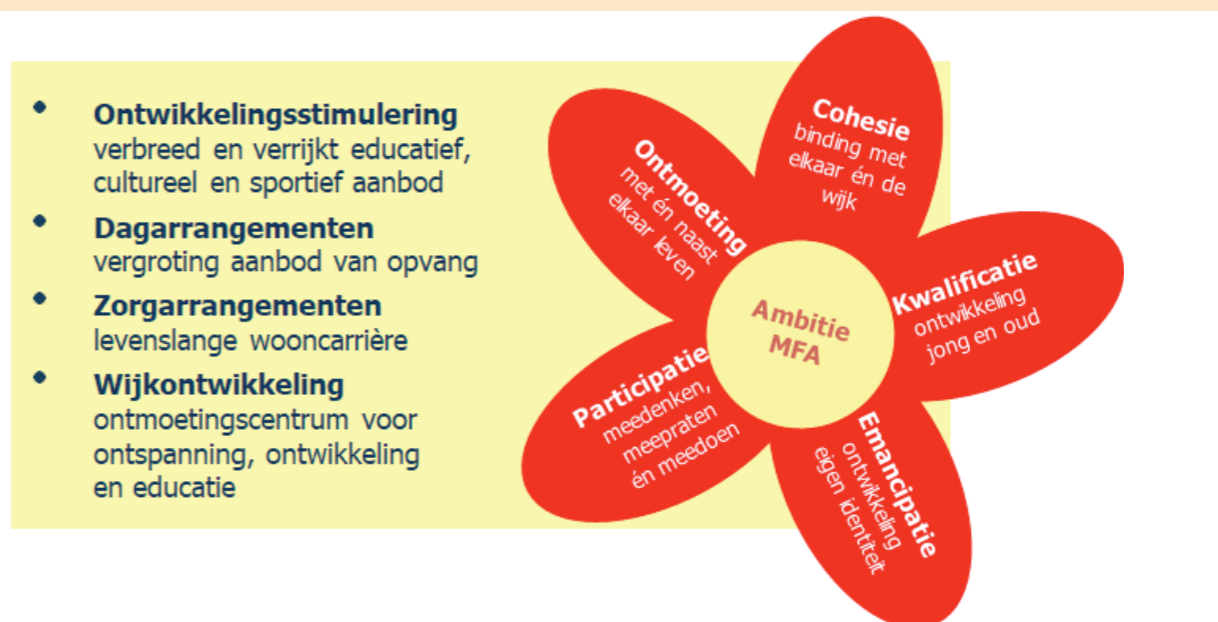 • Ontwikkelingsstimulering
verbreed en verrijkt educatief,
cultureel en sportief aanbod
• Dagarrangementen
vergroting aanbod van opvang
• Zorgarrangementen
levenslange wooncarrière
• Wijkontwikkeling
ontmoetingscentrum voor
ontspanning, ontwikkeling
en educatie
Cohesie
binding met
elkaar én de
wijk
Ontmoeting
met én naast
elkaar leven
Kwalificatie
ontwikkeling
jong en oud
Ambitie
MFA
Participatie
meedenken,
meepraten
én meedoen
Emancipatie
ontwikkeling
eigen identiteit